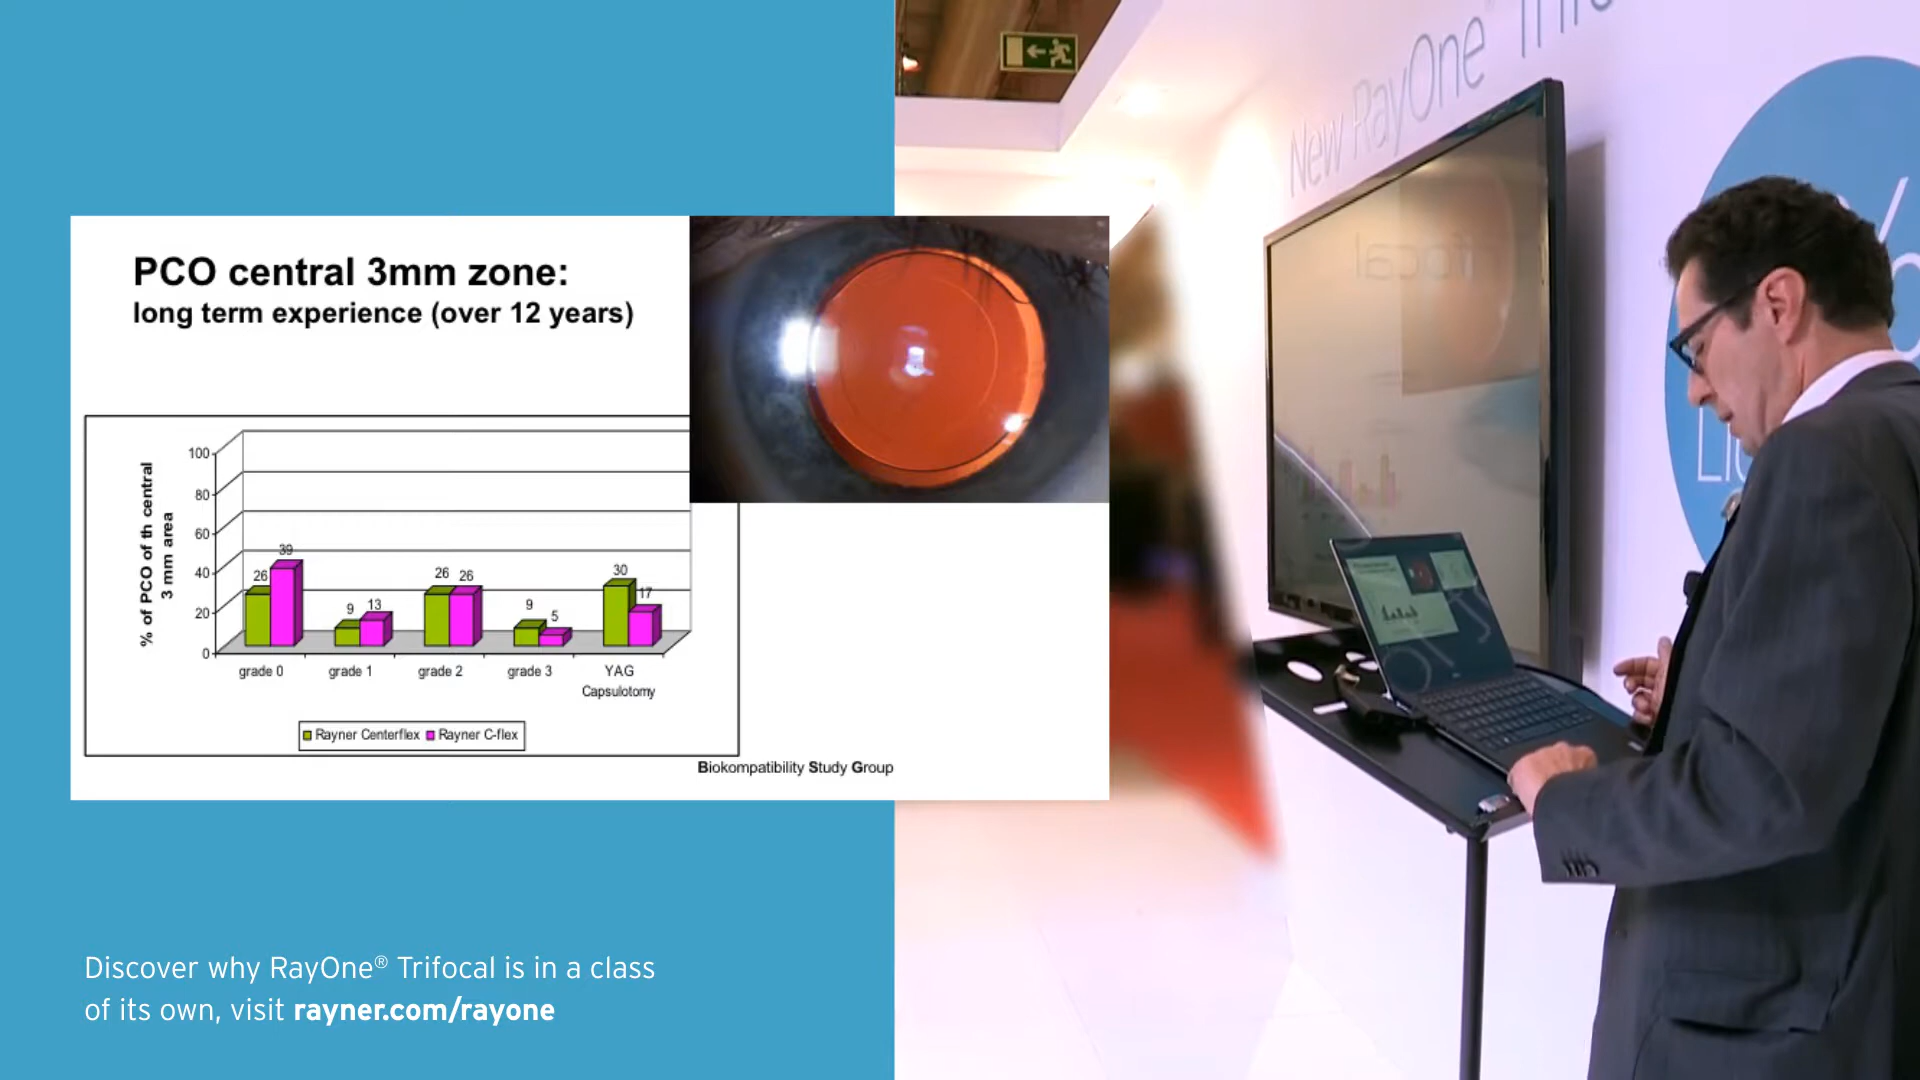 PCO central 3mm zone:
long term experience (over 12 years)
% of PCO of th central
3 mm area
100
80
60
40
20
0
26
39
9
13
26
26
9
5
30
17
grade 0
grade 1
grade 2
grade 3
YAG
Capsulotomy
Rayner Centerflex
Rayner C-flex
Biokompatibility Study Group
Discover why RayOne® Trifocal is in a class
of its own, visit rayner.com/rayone
New RayOne®